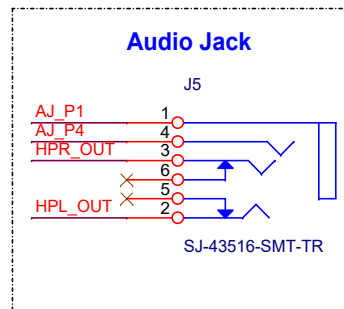 Audio Jack
J5
AJ_P1 1
AJ_P4 4
HPR_OUT 3
6
5
HPL_OUT 2
SJ-43516-SMT-TR